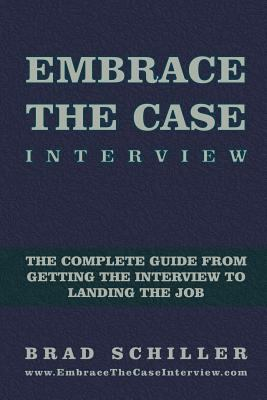 EMBRACE
THE CASE
INTERVIEW
THE COMPLETE GUIDE FROM
GETTING THE INTERVIEW TO
LANDING THE JOB
BRAD SCHILLER
www.EmbraceTheCaseInterview.com